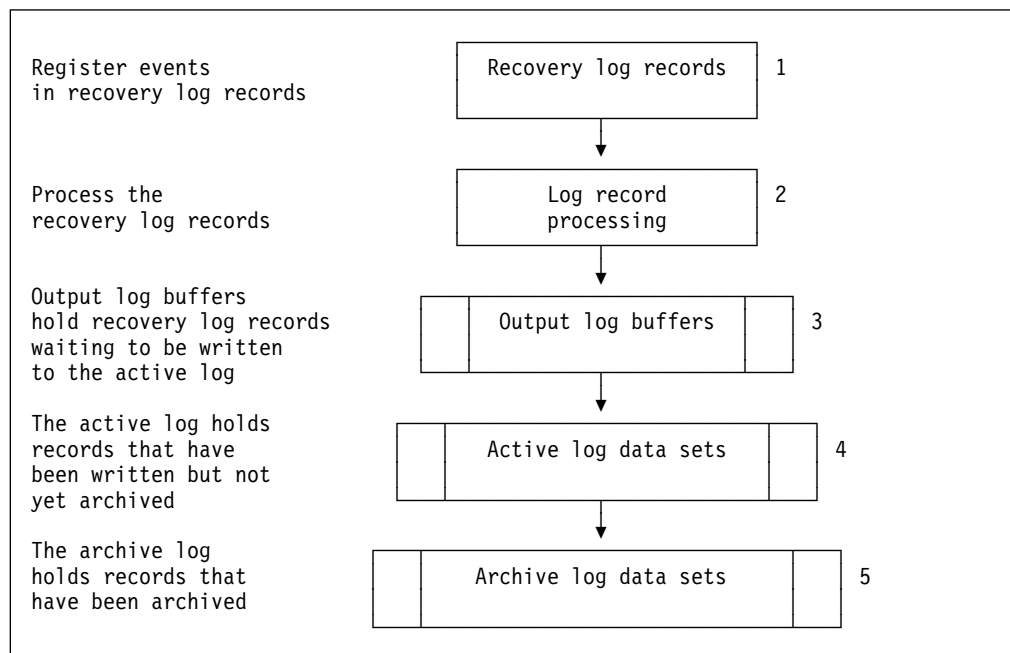 Register events
in recovery log records
Recovery log records
1
Process the
recovery log records
Log record
processing
2
Output log buffers
hold recovery log records
waiting to be written
to the active log
Output log buffers
3
The active log holds
records that have
been written but not
yet archived
Active log data sets
4
The archive log
holds records that
have been archived
Archive log data sets
5